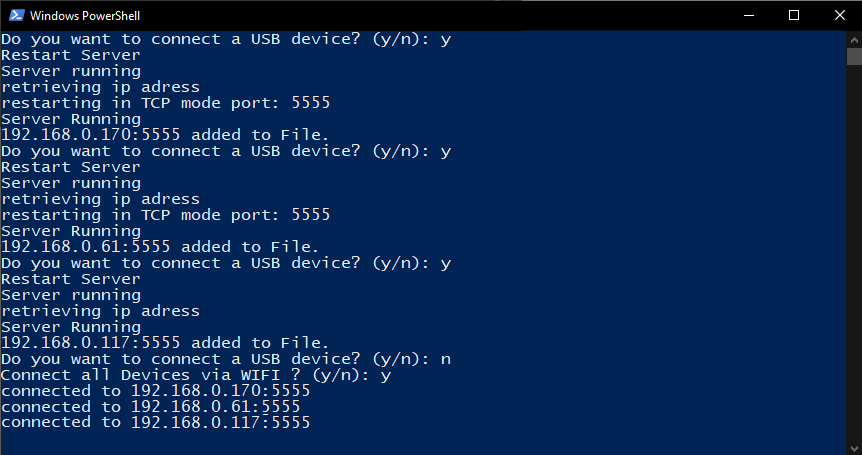 Windows PowerShell
Do you want to connect a USB device? (y/n): y
Restart Server
Server running
retrieving ip adress
restarting in TCP mode port: 5555
Server Running
192.168.0.170:5555 added to File.
Do you want to connect a USB device? (y/n): y
Restart Server
Server running
retrieving ip adress
restarting in TCP mode port: 5555
Server Running
192.168.0.61:5555 added to File.
Do you want to connect a USB device? (y/n): y
Restart Server
Server running
retrieving ip adress
Server Running
192.168.0.117:5555 added to File.
Do you want to connect a USB device? (y/n): n
Connect all Devices via WIFI ? (y/n): y
connected to 192.168.0.170:5555
connected to 192.168.0.61:5555
connected to 192.168.0.117:5555